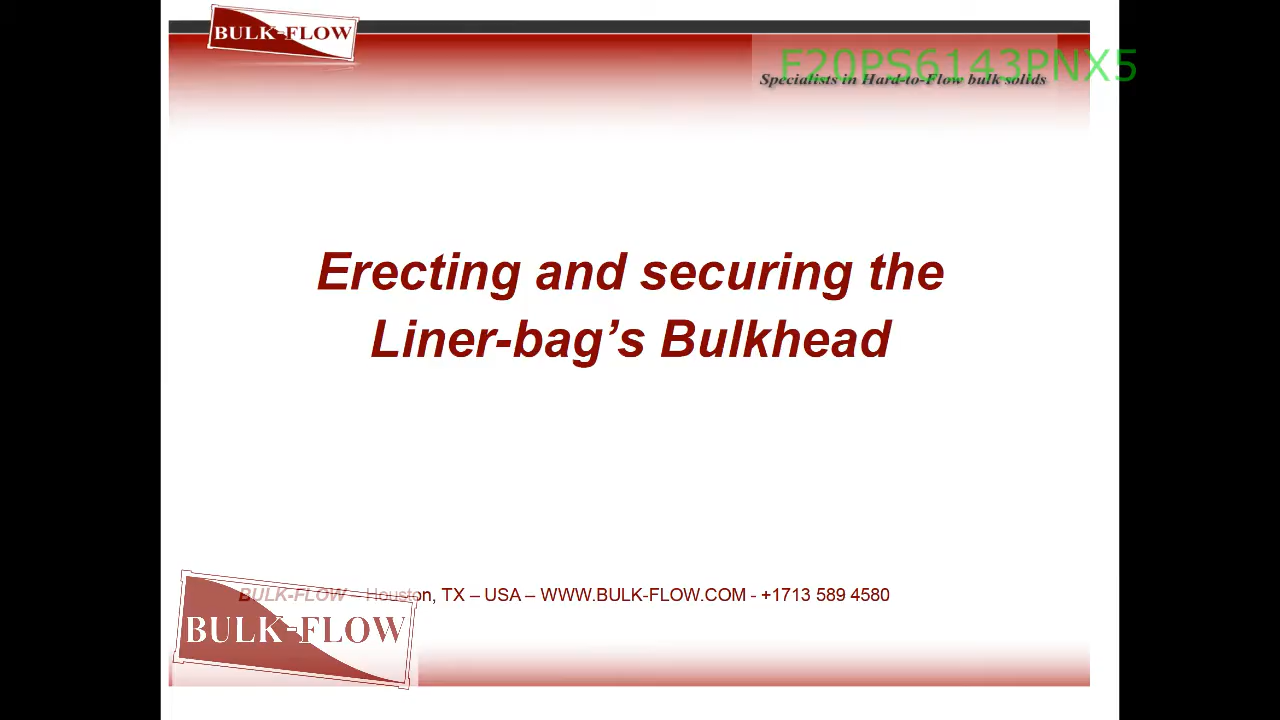 BULK-FLOW
F20PS6143PNX5
Specialists in Hard-to-Flow bulk solids
Erecting and securing the
Liner-bag’s Bulkhead
BULK-FLOW – Houston, TX – USA – WWW.BULK-FLOW.COM - +1713 589 4580
BULK-FLOW